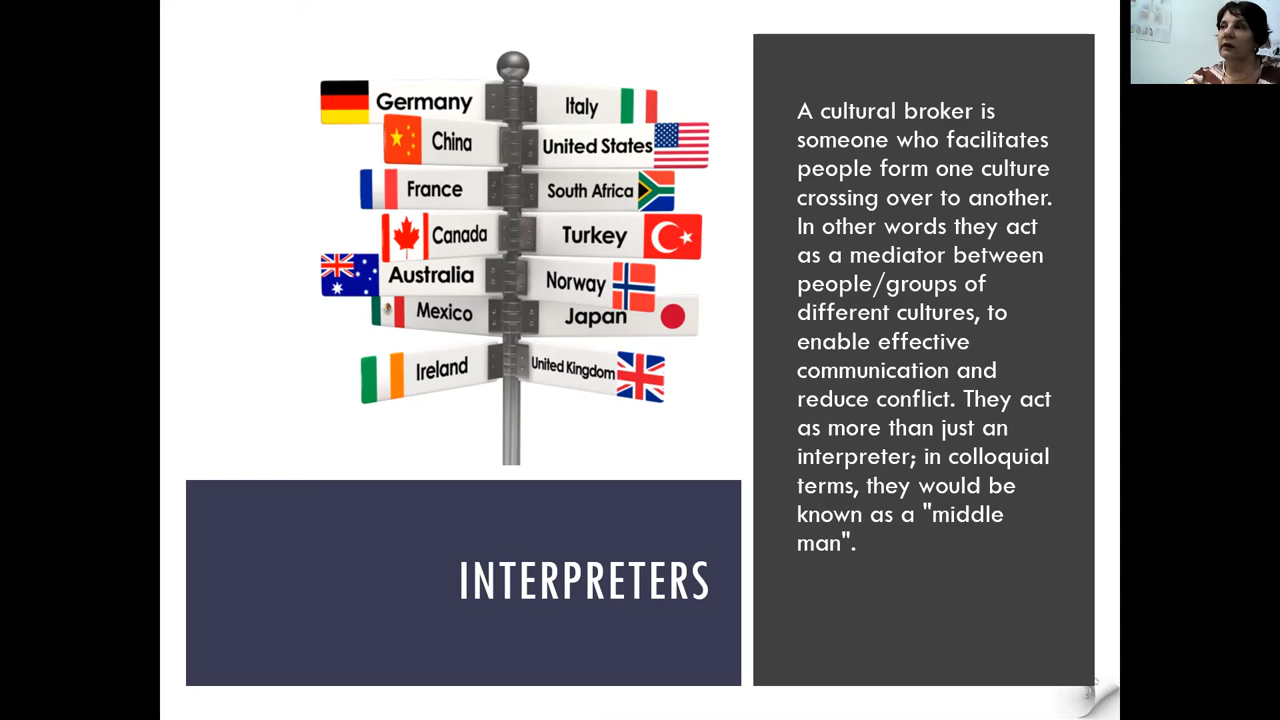 Germany
Italy
China
United States
France
South Africa
Canada
Turkey
Australia
Norway
Mexico
Japan
Ireland
United Kingdom
INTERPRETERS
A cultural broker is
someone who facilitates
people form one culture
crossing over to another.
In other words they act
as a mediator between
people/groups of
different cultures, to
enable effective
communication and
reduce conflict. They act
as more than just an
interpreter; in colloquial
terms, they would be
known as a "middle
man".